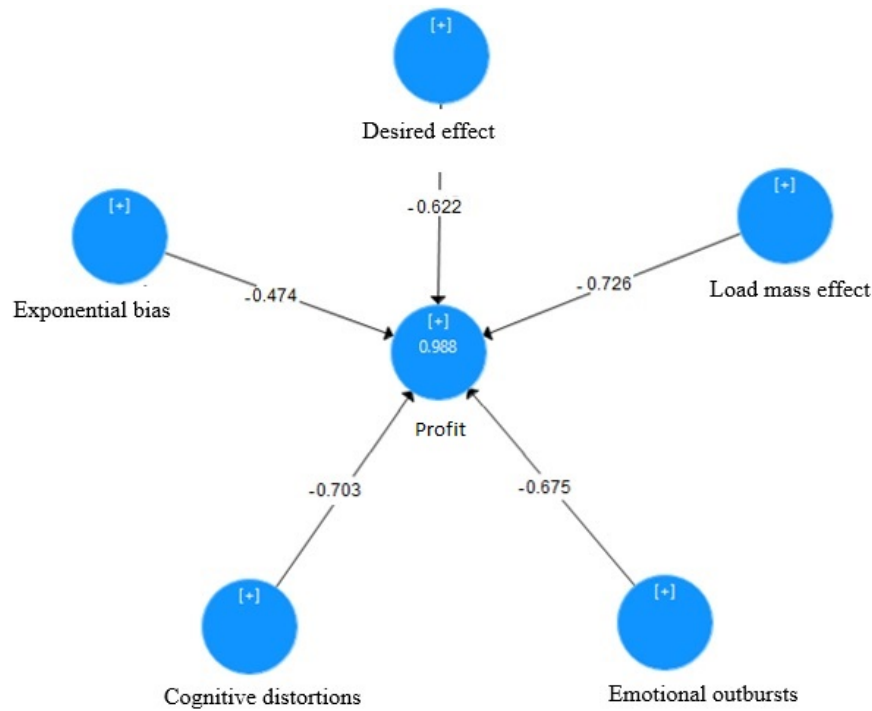 [+]
Desired effect
-0.622
[+]
Exponential bias
-0.474
[+]
Load mass effect
-0.726
[+]
0.988
Profit
-0.703
-0.675
[+]
Cognitive distortions
[+]
Emotional outbursts